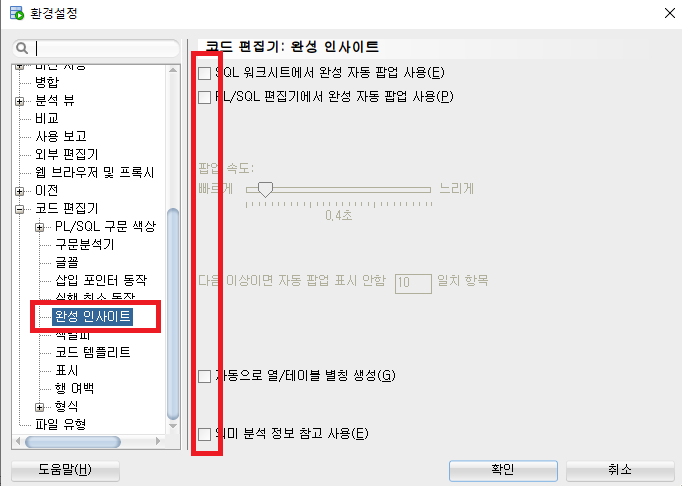 환경설정
병합
분석 뷰
비교
사용 보고
외부 편집기
웹 브라우저 및 프록시
이전
코드 편집기
PL/SQL 구문 색상
구문분석기
글꼴
삽입 포인터 동작
실행 취소 동작
완성 인사이트
코드 템플리트
표시
행 여백
형식
파일 유형
도움말(H)
코드 편집기: 완성 인사이트
SQL 워크시트에서 완성 자동 팝업 사용(E)
PL/SQL 편집기에서 완성 자동 팝업 사용(P)
팝업 속도:
빠르게 느리게
0.4초
다음 이상이면 자동 팝업 표시 안함 10 일치 항목
자동으로 열/테이블 별칭 생성(G)
의미 분석 정보 참고 사용(E)
확인 취소